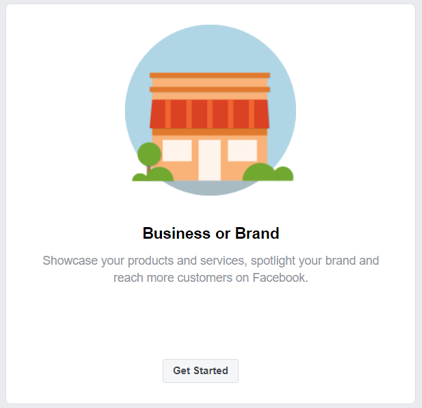 Business or Brand
Showcase your products and services, spotlight your brand and
reach more customers on Facebook.
Get Started